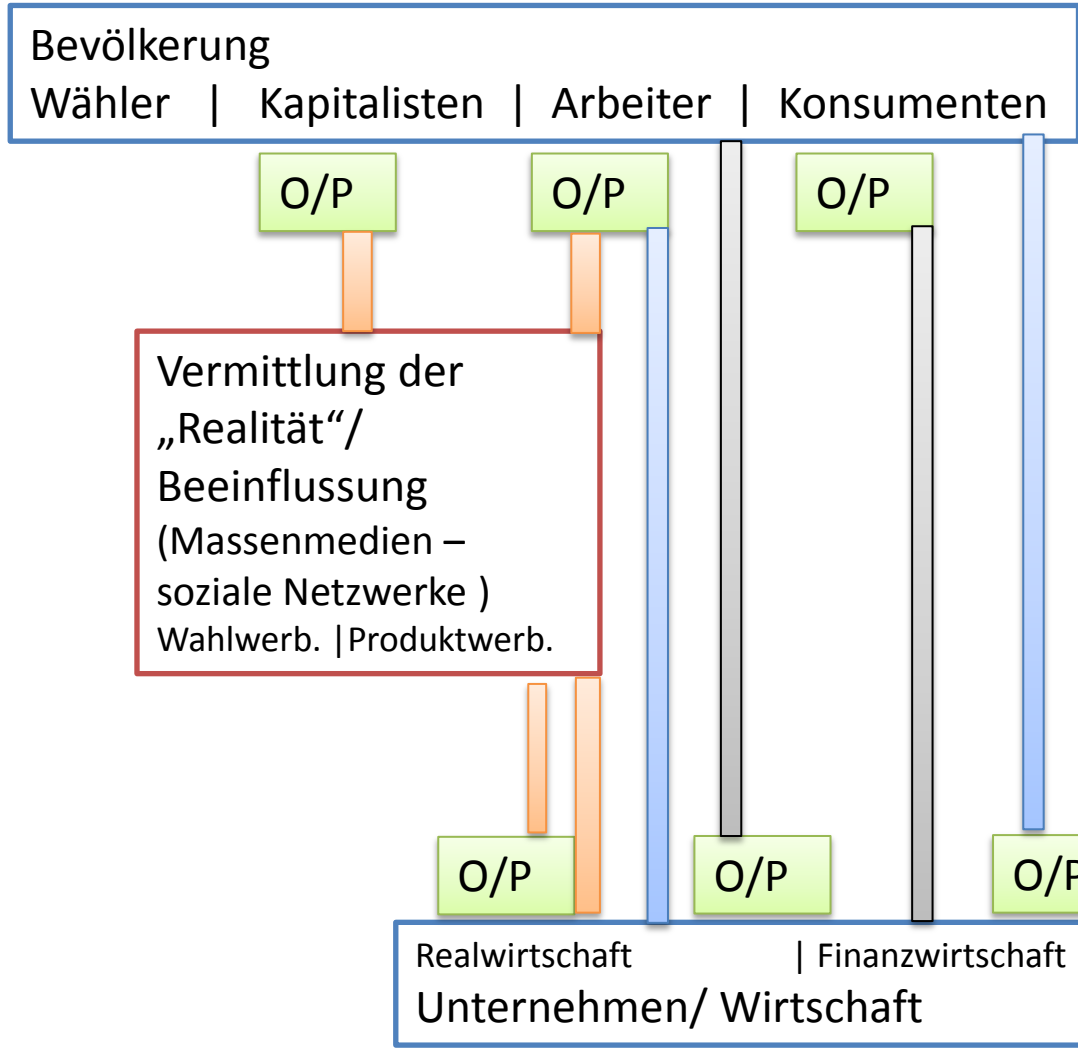 Bevölkerung
Wähler | Kapitalisten | Arbeiter | Konsumenten
O/P
O/P
O/P
Vermittlung der
„Realität“/
Beeinflussung
(Massenmedien –
soziale Netzwerke )
Wahlwerb. |Produktwerb.
O/P
O/P
O/P
Realwirtschaft | Finanzwirtschaft
Unternehmen/ Wirtschaft